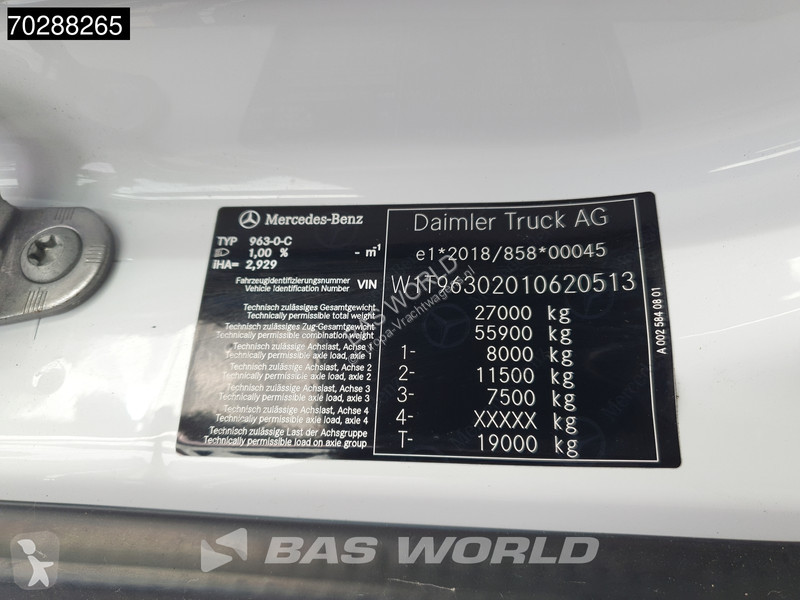 70288265
Mercedes-Benz
Daimler Truck AG
TYP 963-0-C
1,00 % - m⁻¹
e1*2018/858*00045
iHA= 2,929
Fahrzeugidentifizierungsnummer
Vehicle Identification Number VIN W1T96302010620513
Technisch zulässiges Gesamtgewicht
Technically permissible total weight 27000 kg
Technisch zulässiges Zug-Gesamtgewicht
Technically permissible combination weight 55900 kg
Technisch zulässige Achslast, Achse 1
Technically permissible axle load, axle 1 1- 8000 kg
Technisch zulässige Achslast, Achse 2
Technically permissible axle load, axle 2 2- 11500 kg
Technisch zulässige Achslast, Achse 3
Technically permissible axle load, axle 3 3- 7500 kg
Technisch zulässige Achslast, Achse 4
Technically permissible axle load, axle 4 4- XXXXX kg
Technisch zulässige Last der Achsgruppe
Technically permissible load on axle group T- 19000 kg
A 002 584 08 01
BAS WORLD
BAS WORLD